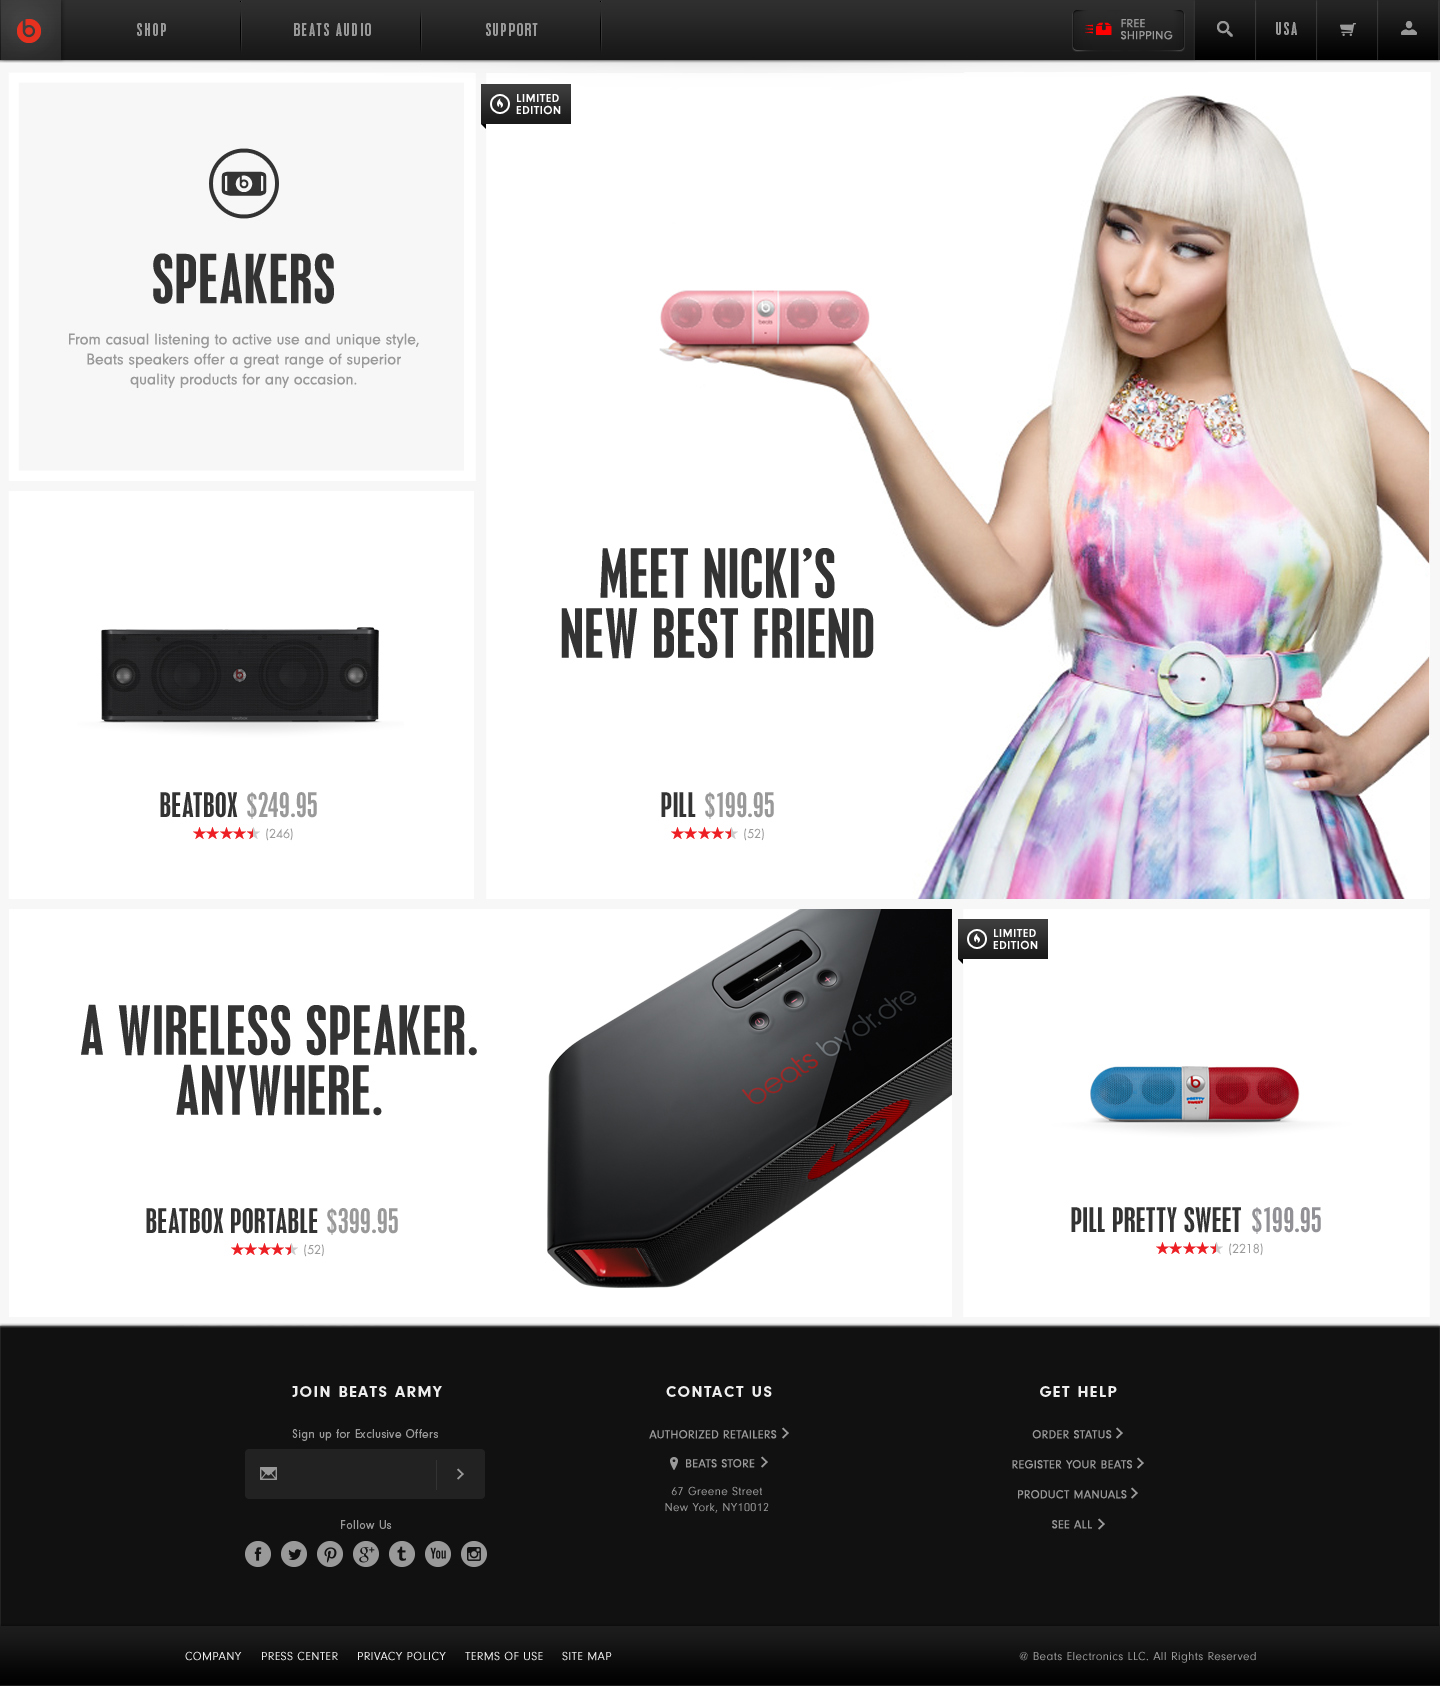 SHOP
BEATS AUDIO
SUPPORT
FREE
SHIPPING
USA
SPEAKERS
From casual listening to active use and unique style,
Beats speakers offer a great range of superior
quality products for any occasion.
LIMITED
EDITION
beats
MEET NICKI’S
NEW BEST FRIEND
PILL $199.95
(52)
BEATBOX $249.95
(246)
A WIRELESS SPEAKER.
ANYWHERE.
BEATBOX PORTABLE $399.95
(52)
beats by dr. dre
LIMITED
EDITION
PRETTY
SWEET
PILL PRETTY SWEET $199.95
(2218)
JOIN BEATS ARMY
Sign up for Exclusive Offers
Follow Us
You
CONTACT US
AUTHORIZED RETAILERS
BEATS STORE
67 Greene Street
New York, NY10012
GET HELP
ORDER STATUS
REGISTER YOUR BEATS
PRODUCT MANUALS
SEE ALL
COMPANY PRESS CENTER PRIVACY POLICY TERMS OF USE SITE MAP
@ Beats Electronics LLC. All Rights Reserved